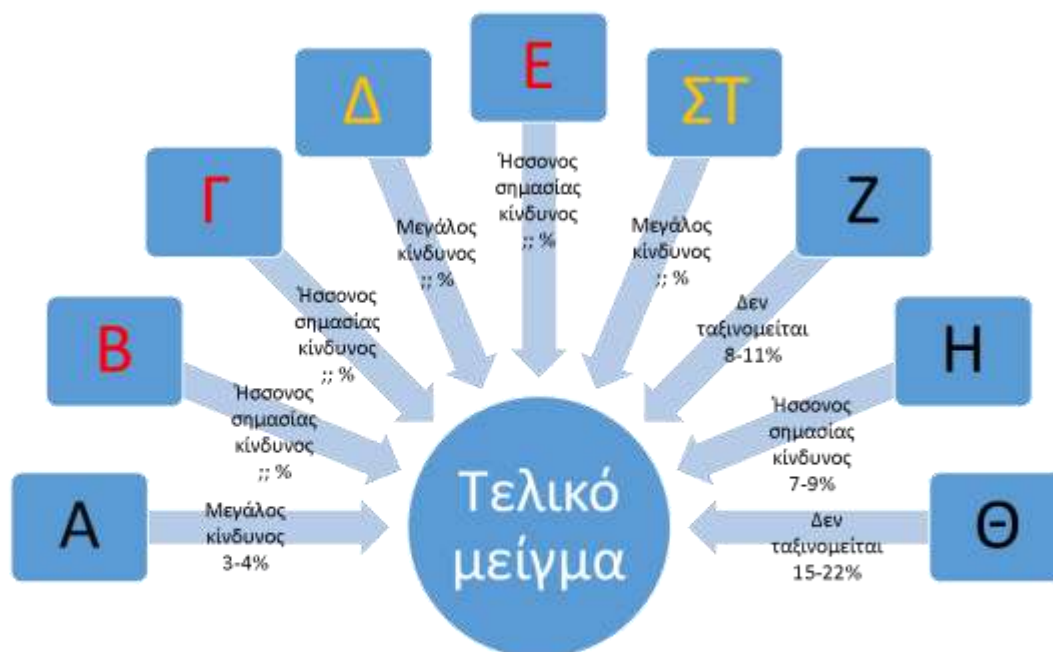 Α
Μεγάλος
κίνδυνος
3-4%
Β
Ήσσονος
σημασίας
κίνδυνος
;; %
Γ
Ήσσονος
σημασίας
κίνδυνος
;; %
Δ
Μεγάλος
κίνδυνος
;; %
Ε
Ήσσονος
σημασίας
κίνδυνος
;; %
ΣΤ
Μεγάλος
κίνδυνος
;; %
Ζ
Δεν
ταξινομείται
8-11%
Η
Ήσσονος
σημασίας
κίνδυνος
7-9%
Θ
Δεν
ταξινομείται
15-22%
Τελικό
μείγμα